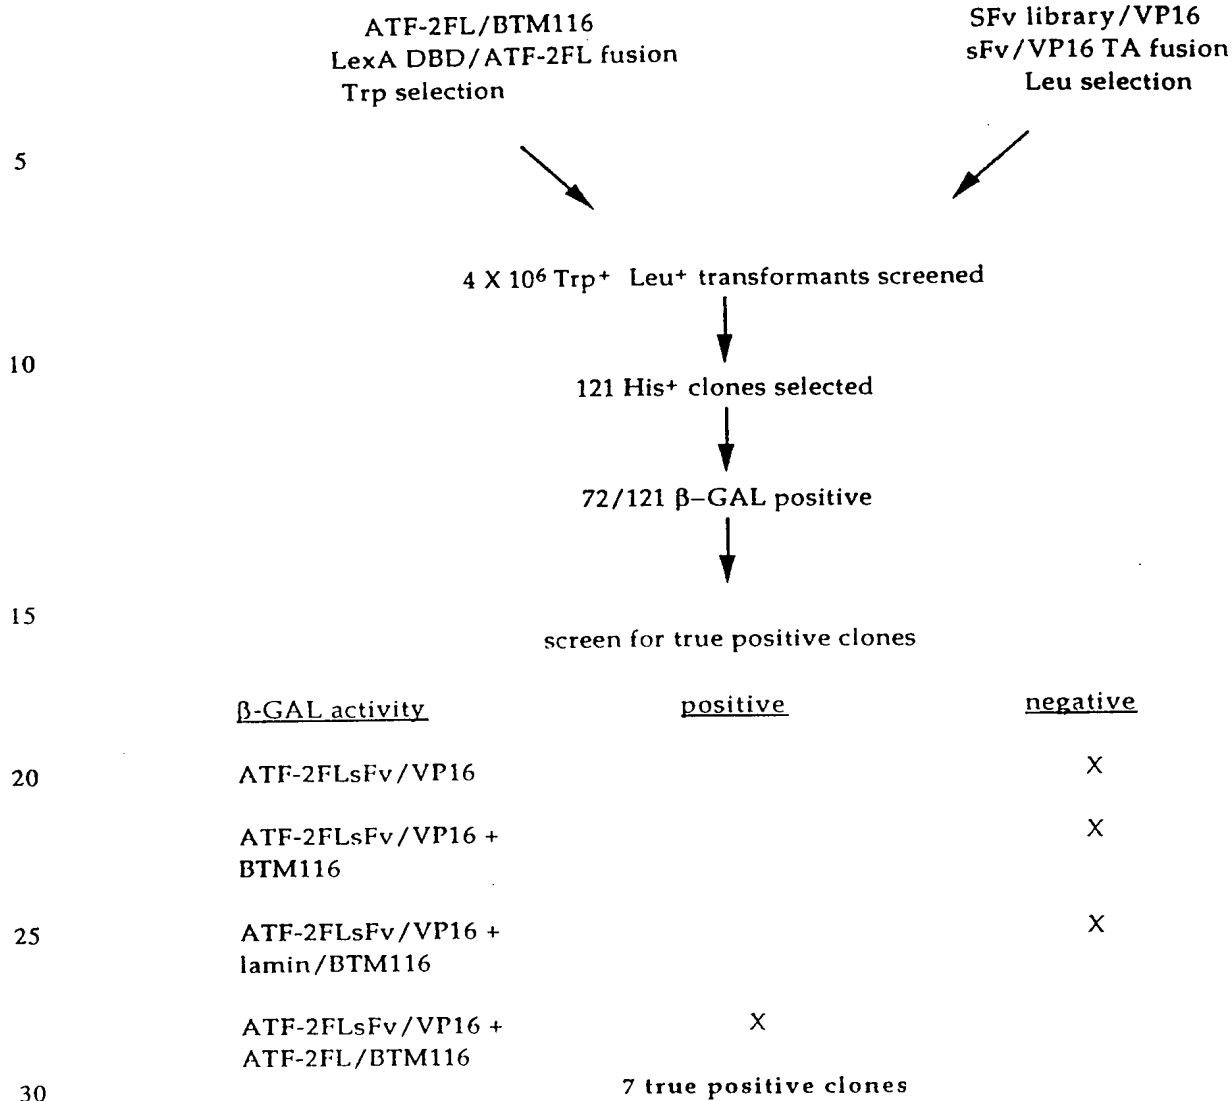 ATF-2FL/BTM116
LexA DBD/ATF-2FL fusion
Trp selection
SFv library/VP16
sFv/VP16 TA fusion
Leu selection
5
4 X 10⁶ Trp⁺ Leu⁺ transformants screened
10
121 His⁺ clones selected
72/121 β–GAL positive
15
screen for true positive clones
β-GAL activity positive negative
20 ATF-2FLsFv/VP16 X
ATF-2FLsFv/VP16 + X
BTM116
25 ATF-2FLsFv/VP16 + X
lamin/BTM116
ATF-2FLsFv/VP16 + X
ATF-2FL/BTM116
30 7 true positive clones